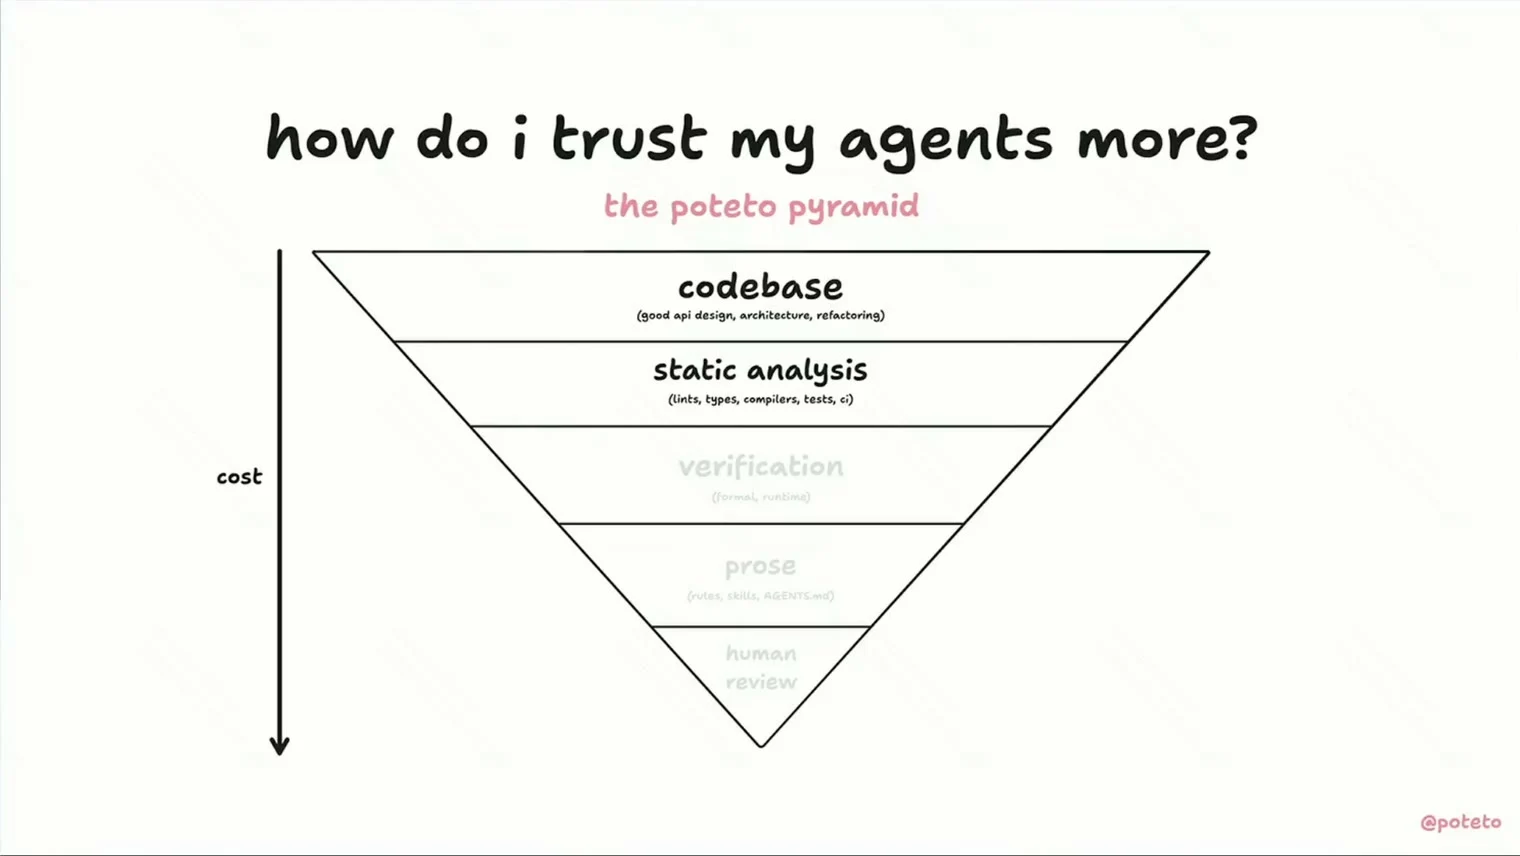 how do i trust my agents more?
the poteto pyramid
codebase
(good api design, architecture, refactoring)
static analysis
(lints, types, compilers, tests, ci)
cost
verification
(formal, runtime)
prose
(rules, skills, AGENTS.md)
human
review
@poteto